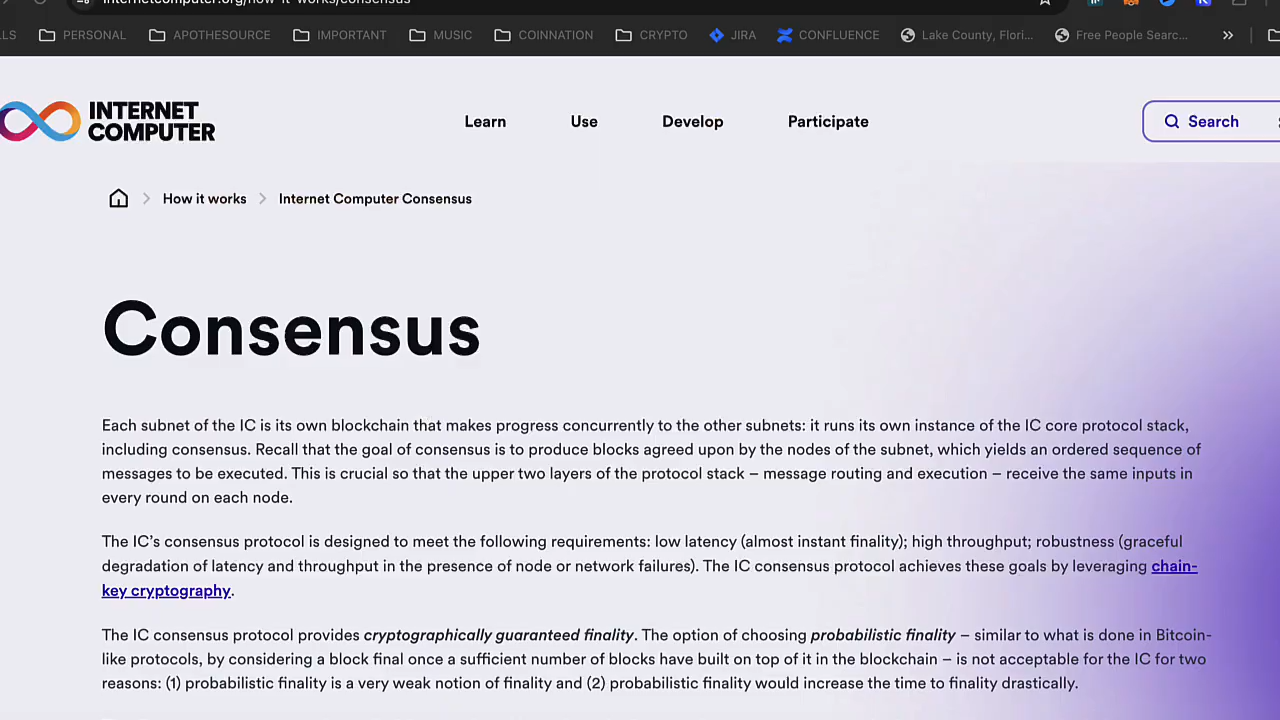 internetcomputer.org/how-it-works/consensus
LS PERSONAL APOTHESOURCE IMPORTANT MUSIC COINNATION CRYPTO JIRA CONFLUENCE Lake County, Flori... Free People Searc... »
INTERNET
COMPUTER
Learn Use Develop Participate Search
How it works Internet Computer Consensus
Consensus
Each subnet of the IC is its own blockchain that makes progress concurrently to the other subnets: it runs its own instance of the IC core protocol stack,
including consensus. Recall that the goal of consensus is to produce blocks agreed upon by the nodes of the subnet, which yields an ordered sequence of
messages to be executed. This is crucial so that the upper two layers of the protocol stack – message routing and execution – receive the same inputs in
every round on each node.
The IC's consensus protocol is designed to meet the following requirements: low latency (almost instant finality); high throughput; robustness (graceful
degradation of latency and throughput in the presence of node or network failures). The IC consensus protocol achieves these goals by leveraging chain-
key cryptography.
The IC consensus protocol provides cryptographically guaranteed finality. The option of choosing probabilistic finality – similar to what is done in Bitcoin-
like protocols, by considering a block final once a sufficient number of blocks have built on top of it in the blockchain – is not acceptable for the IC for two
reasons: (1) probabilistic finality is a very weak notion of finality and (2) probabilistic finality would increase the time to finality drastically.